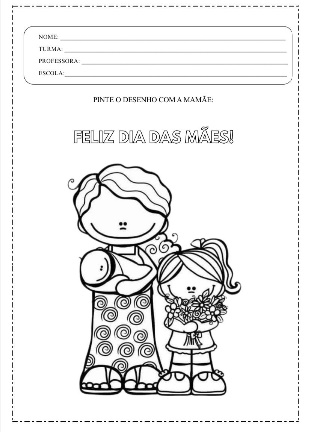 NOME:
TURMA:
PROFESSORA:
ESCOLA:
PINTE O DESENHO COM A MAMÃE:
FELIZ DIA DAS MÃES!